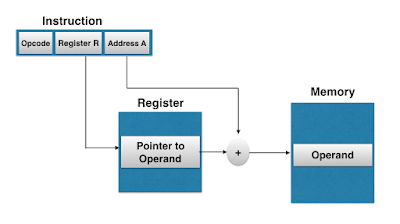 Instruction
Opcode Register R Address A
Register
Pointer to
Operand
+
Memory
Operand